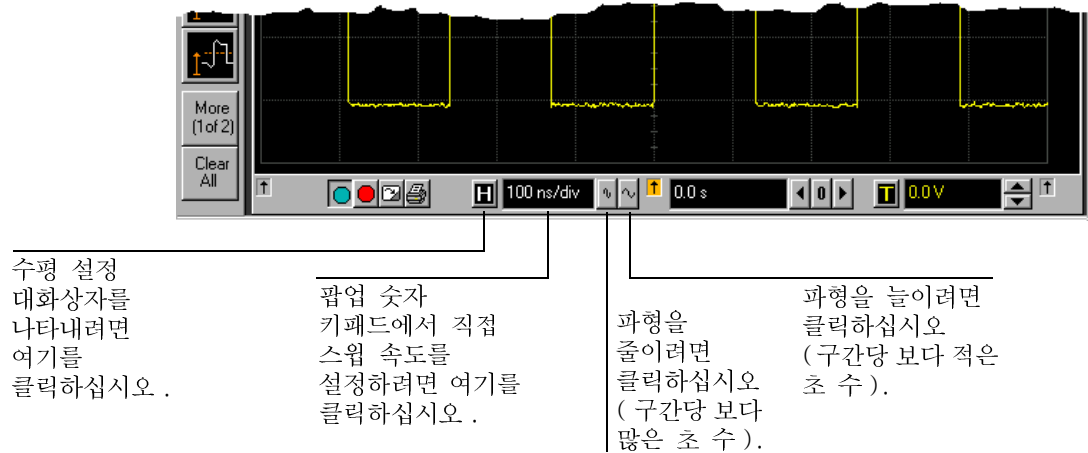 More
(1of 2)
Clear
All
H
100 ns/div
0.0 s
0
T
0.0 V
수평 설정
대화상자를
나타내려면
여기를
클릭하십시오 .
팝업 숫자
키패드에서 직접
스윕 속도를
설정하려면 여기를
클릭하십시오 .
파형을
줄이려면
클릭하십시오
( 구간당 보다
많은 초 수 ).
파형을 늘이려면
클릭하십시오
( 구간당 보다 적은
초 수 ).